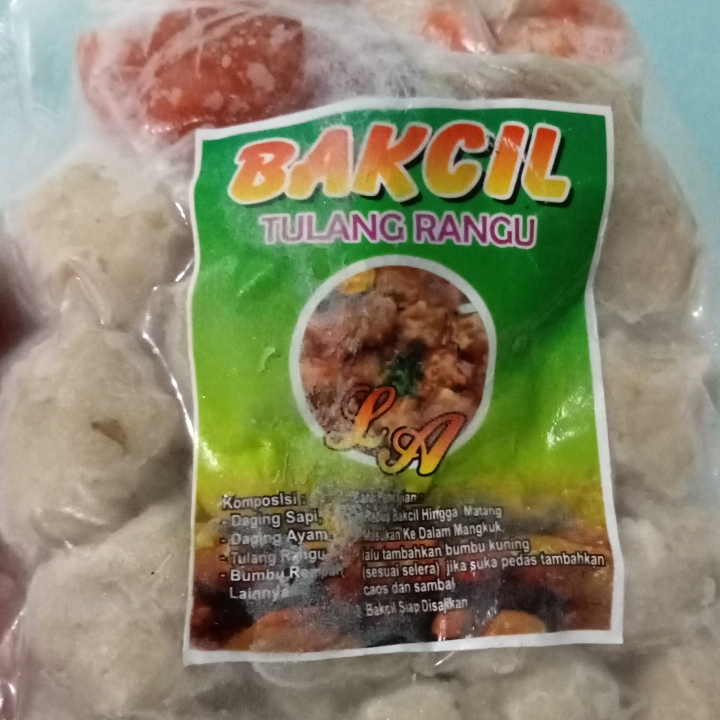 BAKCIL
TULANG RANGU
LA
Komposisi :
- Daging Sapi,
- Daging Ayam
- Tulang Rangu
- Bumbu
Lainnya
Bakcil Hingga Matang
Masukan Ke Dalam Mangkuk,
lalu tambahkan bumbu kuning
(sesuai selera) jika suka pedas tambahkan
caos dan sambal
Bakcil Siap Disajikan